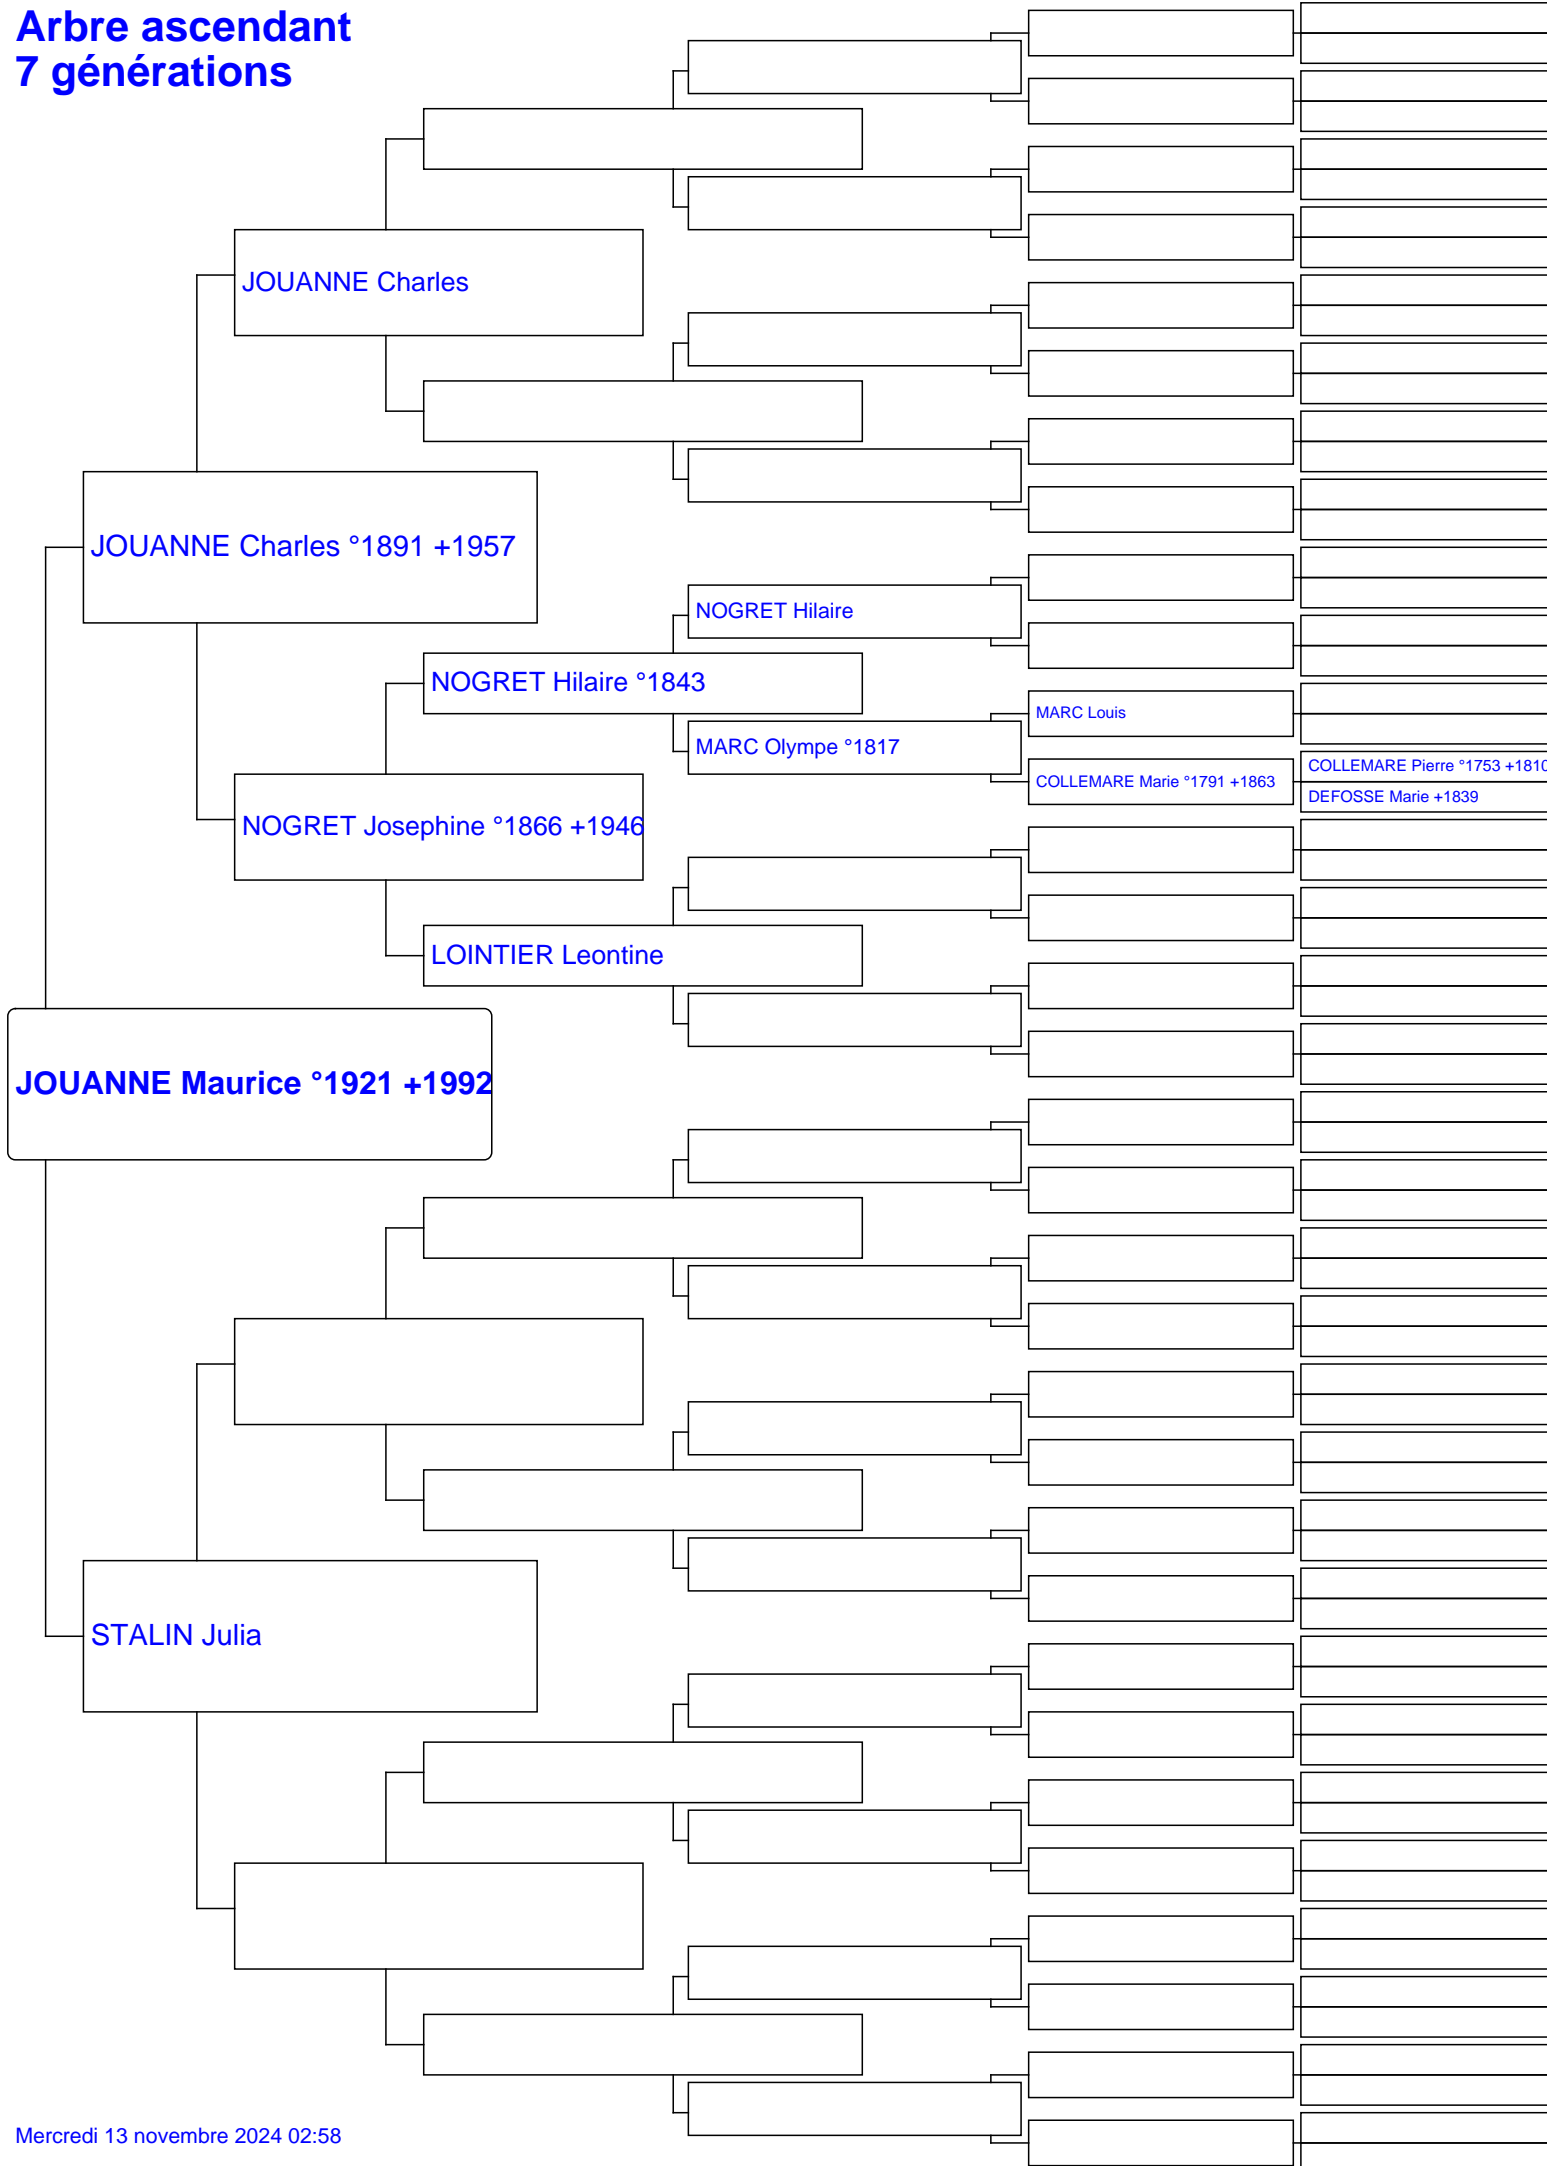 Arbre ascendant
7 générations
JOUANNE Charles
JOUANNE Charles °1891 +1957
NOGRET Hilaire
NOGRET Hilaire °1843
MARC Louis
MARC Olympe °1817
COLLEMARE Pierre °1753 +1810
COLLEMARE Marie °1791 +1863
DEFOSSE Marie +1839
NOGRET Josephine °1866 +1946
LOINTIER Leontine
JOUANNE Maurice °1921 +1992
STALIN Julia
Mercredi 13 novembre 2024 02:58